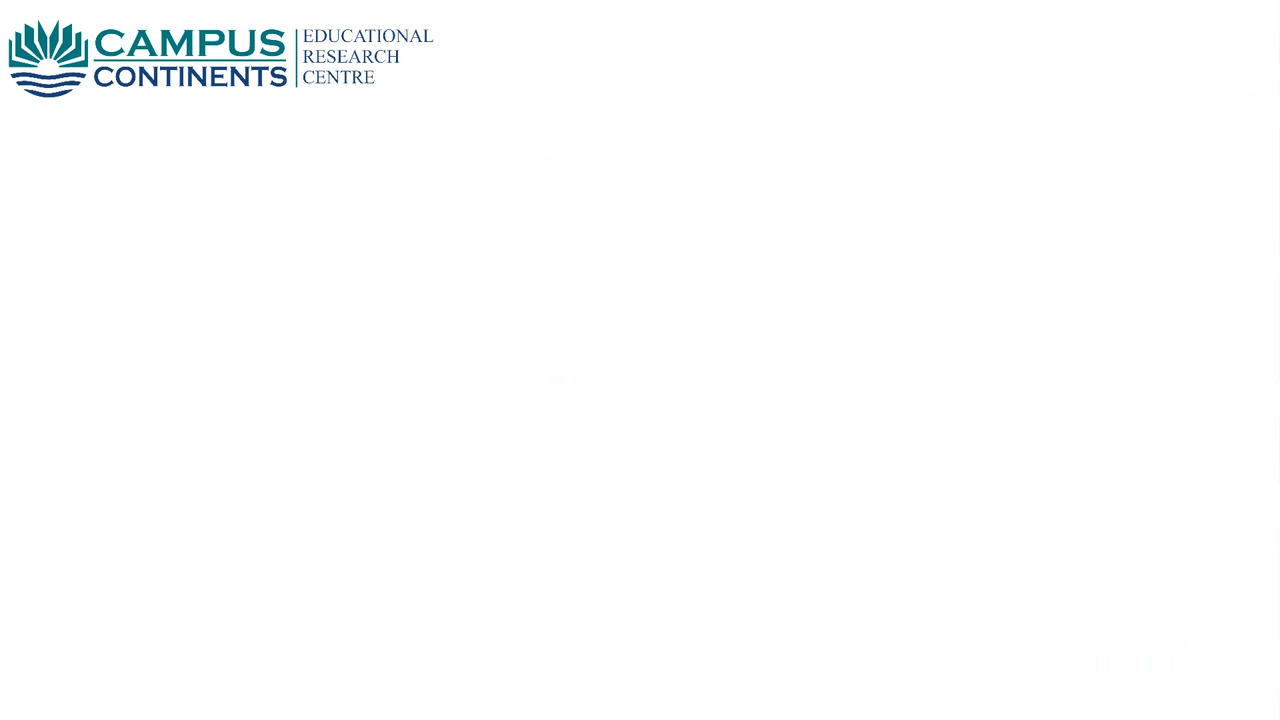 CAMPUS
CONTINENTS
EDUCATIONAL
RESEARCH
CENTRE